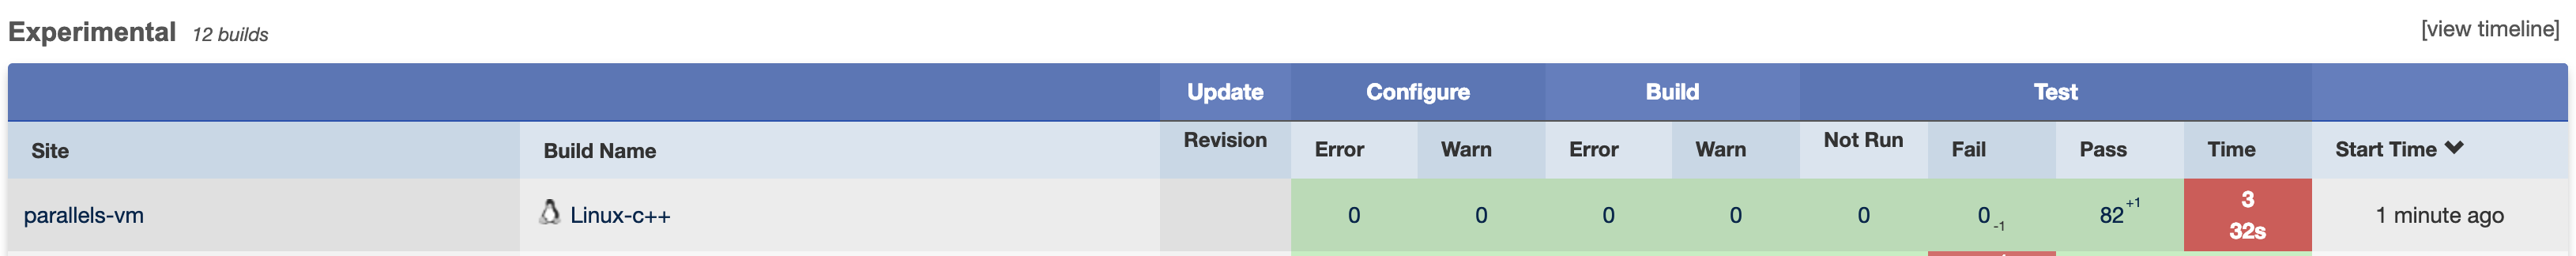 Experimental 12 builds [view timeline]
Update Configure Build Test
Site Build Name Revision Error Warn Error Warn Not Run Fail Pass Time Start Time
parallels-vm Linux-c++ 0 0 0 0 0 0 -1 82 +1 3 1 minute ago
32s